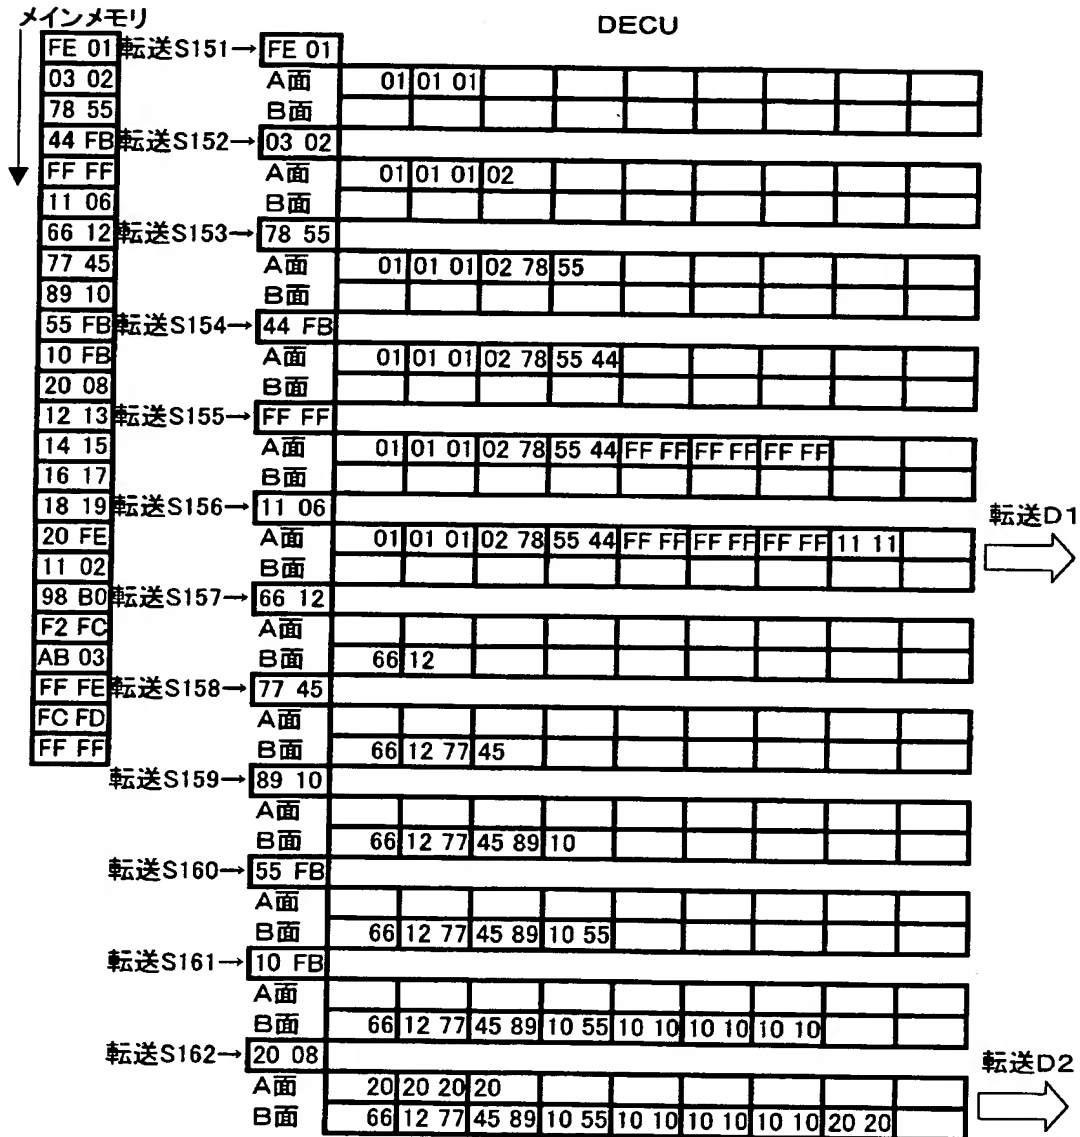 メインメモリ
DECU
FE 01 転送S151→ FE 01
03 02 A面 01 01 01
78 55 B面
44 FB 転送S152→ 03 02
FF FF A面 01 01 01 02
11 06 B面
66 12 転送S153→ 78 55
77 45 A面 01 01 01 02 78 55
89 10 B面
55 FB 転送S154→ 44 FB
10 FB A面 01 01 01 02 78 55 44
20 08 B面
12 13 転送S155→ FF FF
14 15 A面 01 01 01 02 78 55 44 FF FF FF FF FF FF
16 17 B面
18 19 転送S156→ 11 06
転送D1
20 FE A面 01 01 01 02 78 55 44 FF FF FF FF FF FF 11 11
11 02 B面
98 B0 転送S157→ 66 12
F2 FC A面
AB 03 B面 66 12
FF FE 転送S158→ 77 45
FC FD A面
FF FF B面 66 12 77 45
転送S159→ 89 10
A面
B面 66 12 77 45 89 10
転送S160→ 55 FB
A面
B面 66 12 77 45 89 10 55
転送S161→ 10 FB
A面
B面 66 12 77 45 89 10 55 10 10 10 10 10 10
転送S162→ 20 08
転送D2
A面 20 20 20 20
B面 66 12 77 45 89 10 55 10 10 10 10 10 10 20 20